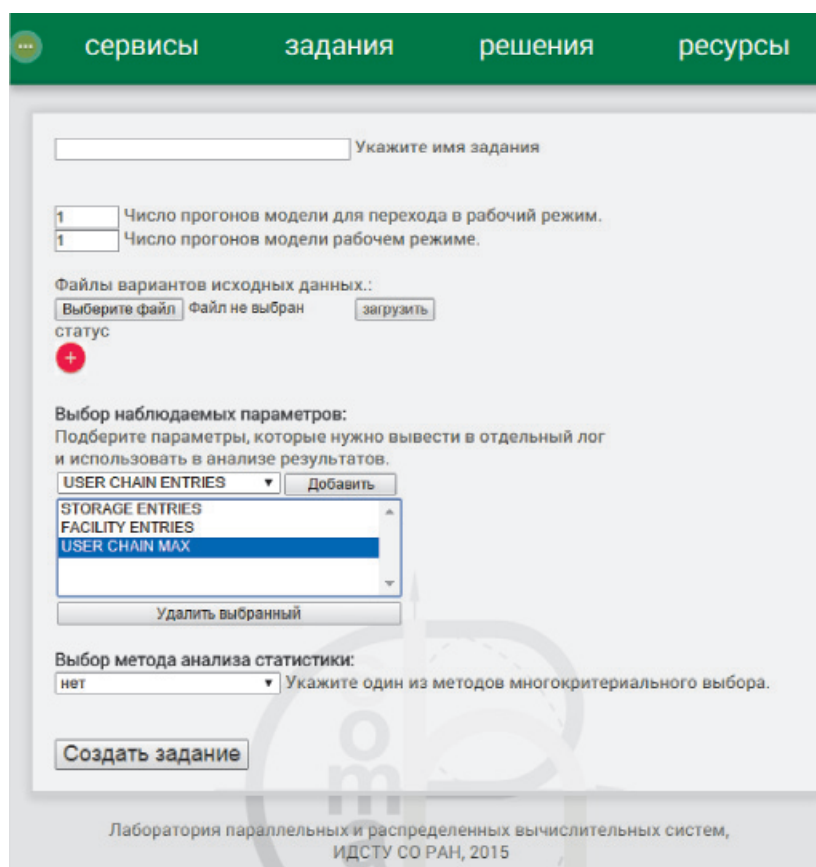 сервисы задания решения ресурсы
Укажите имя задания
1 Число прогонов модели для перехода в рабочий режим.
1 Число прогонов модели рабочем режиме.
Файлы вариантов исходных данных.:
Выберите файл Файл не выбран загрузить
статус
+
Выбор наблюдаемых параметров:
Подберите параметры, которые нужно вывести в отдельный лог
и использовать в анализе результатов.
USER CHAIN ENTRIES Добавить
STORAGE ENTRIES
FACILITY ENTRIES
USER CHAIN MAX
Удалить выбранный
Выбор метода анализа статистики:
нет Укажите один из методов многокритериального выбора.
Создать задание
Лаборатория параллельных и распределенных вычислительных систем,
ИДСТУ СО РАН, 2015